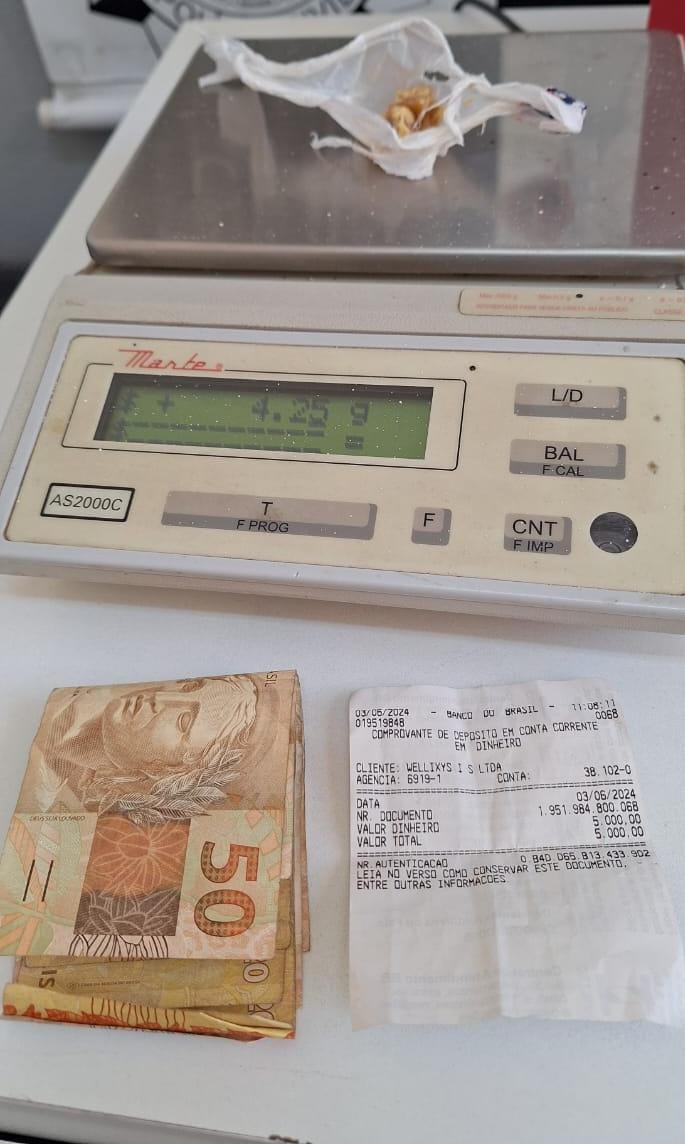 Marte
4.25 g
L/D
BAL
F CAL
AS2000C
T
F PROG
F
CNT
F IMP
DEUS SEJA LOUVADO
50
03/06/2024 - BANCO DO BRASIL - 11:08:11
019519848 0068
COMPROVANTE DE DEPOSITO EM CONTA CORRENTE
EM DINHEIRO
CLIENTE: WELLIXYS I S LTDA
AGENCIA: 6919-1 CONTA: 38.102-0
DATA 03/06/2024
NR. DOCUMENTO 1.951.984.800.068
VALOR DINHEIRO 5.000,00
VALOR TOTAL 5.000,00
NR.AUTENTICACAO 0.840.065.813.433.902
LEIA NO VERSO COMO CONSERVAR ESTE DOCUMENTO,
ENTRE OUTRAS INFORMACOES